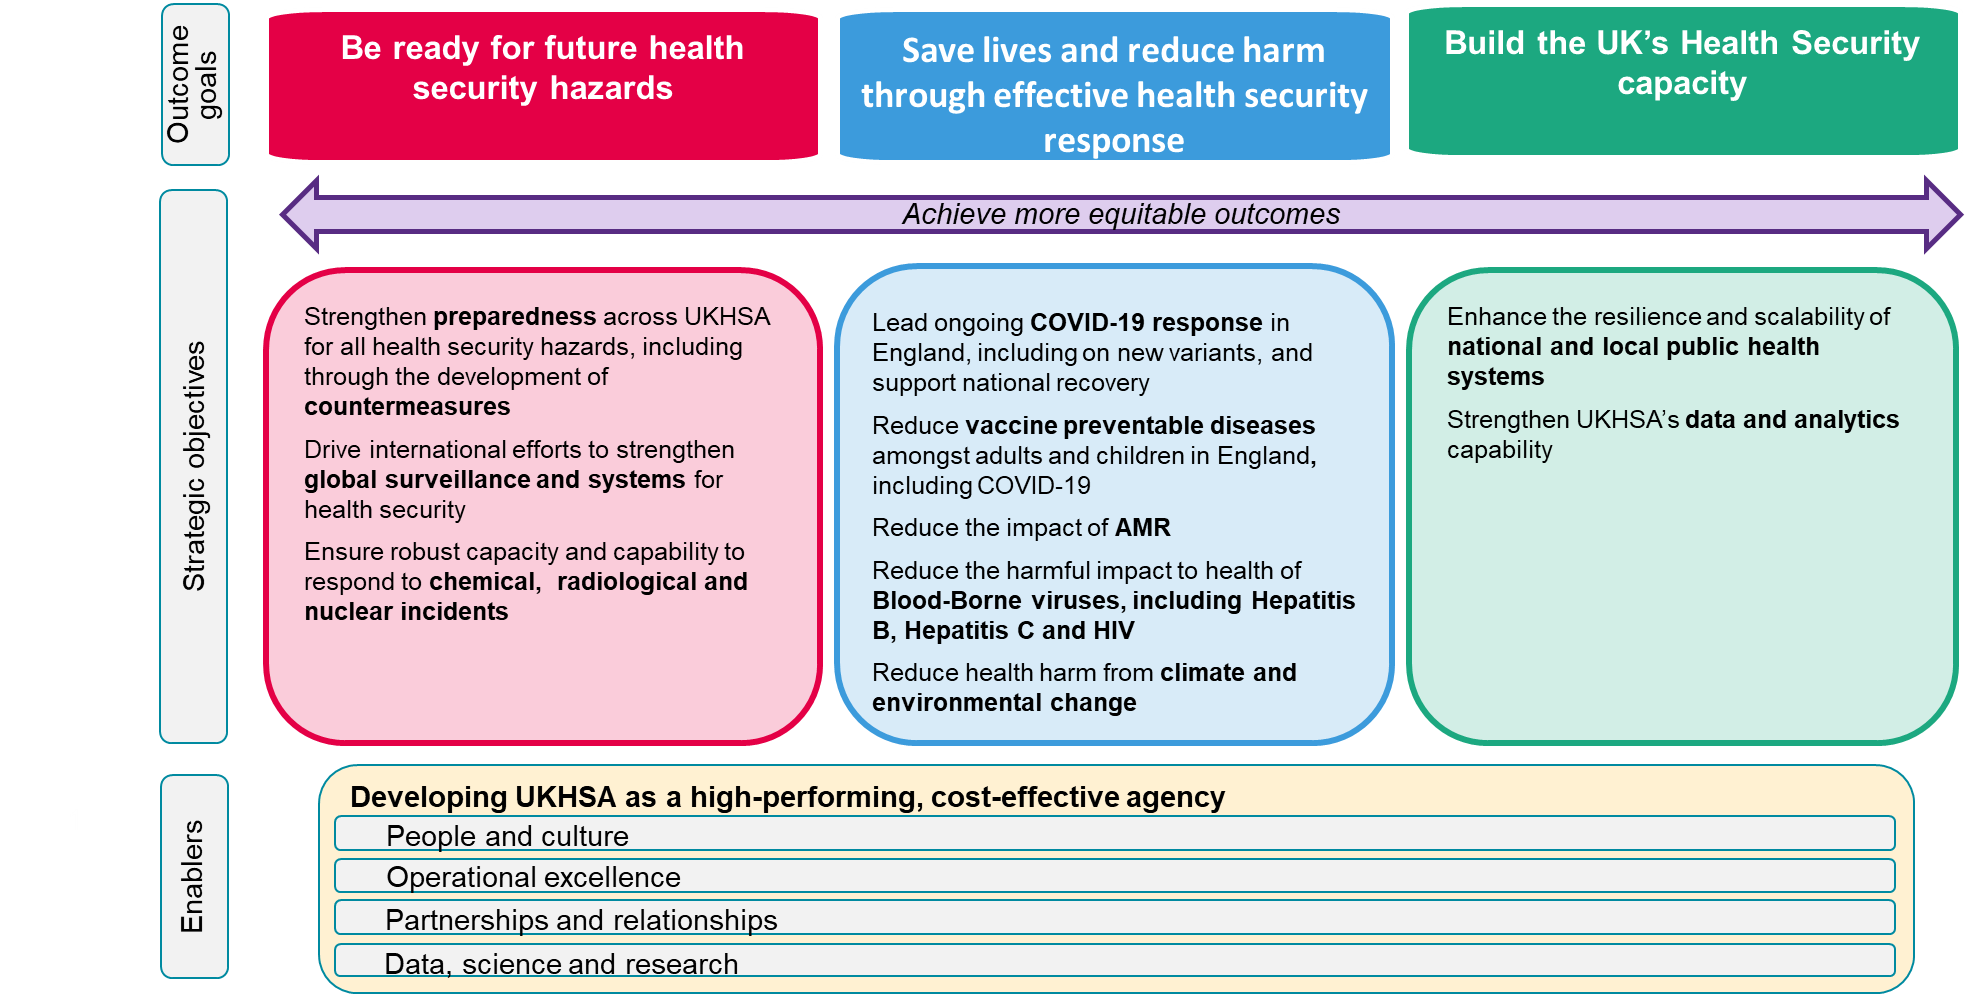 Outcome
goals
Be ready for future health
security hazards
Save lives and reduce harm
through effective health security
response
Build the UK’s Health Security
capacity
Achieve more equitable outcomes
Strategic objectives
Strengthen preparedness across UKHSA
for all health security hazards, including
through the development of
countermeasures
Drive international efforts to strengthen
global surveillance and systems for
health security
Ensure robust capacity and capability to
respond to chemical, radiological and
nuclear incidents
Lead ongoing COVID-19 response in
England, including on new variants, and
support national recovery
Reduce vaccine preventable diseases
amongst adults and children in England,
including COVID-19
Reduce the impact of AMR
Reduce the harmful impact to health of
Blood-Borne viruses, including Hepatitis
B, Hepatitis C and HIV
Reduce health harm from climate and
environmental change
Enhance the resilience and scalability of
national and local public health
systems
Strengthen UKHSA’s data and analytics
capability
Enablers
Developing UKHSA as a high-performing, cost-effective agency
People and culture
Operational excellence
Partnerships and relationships
Data, science and research